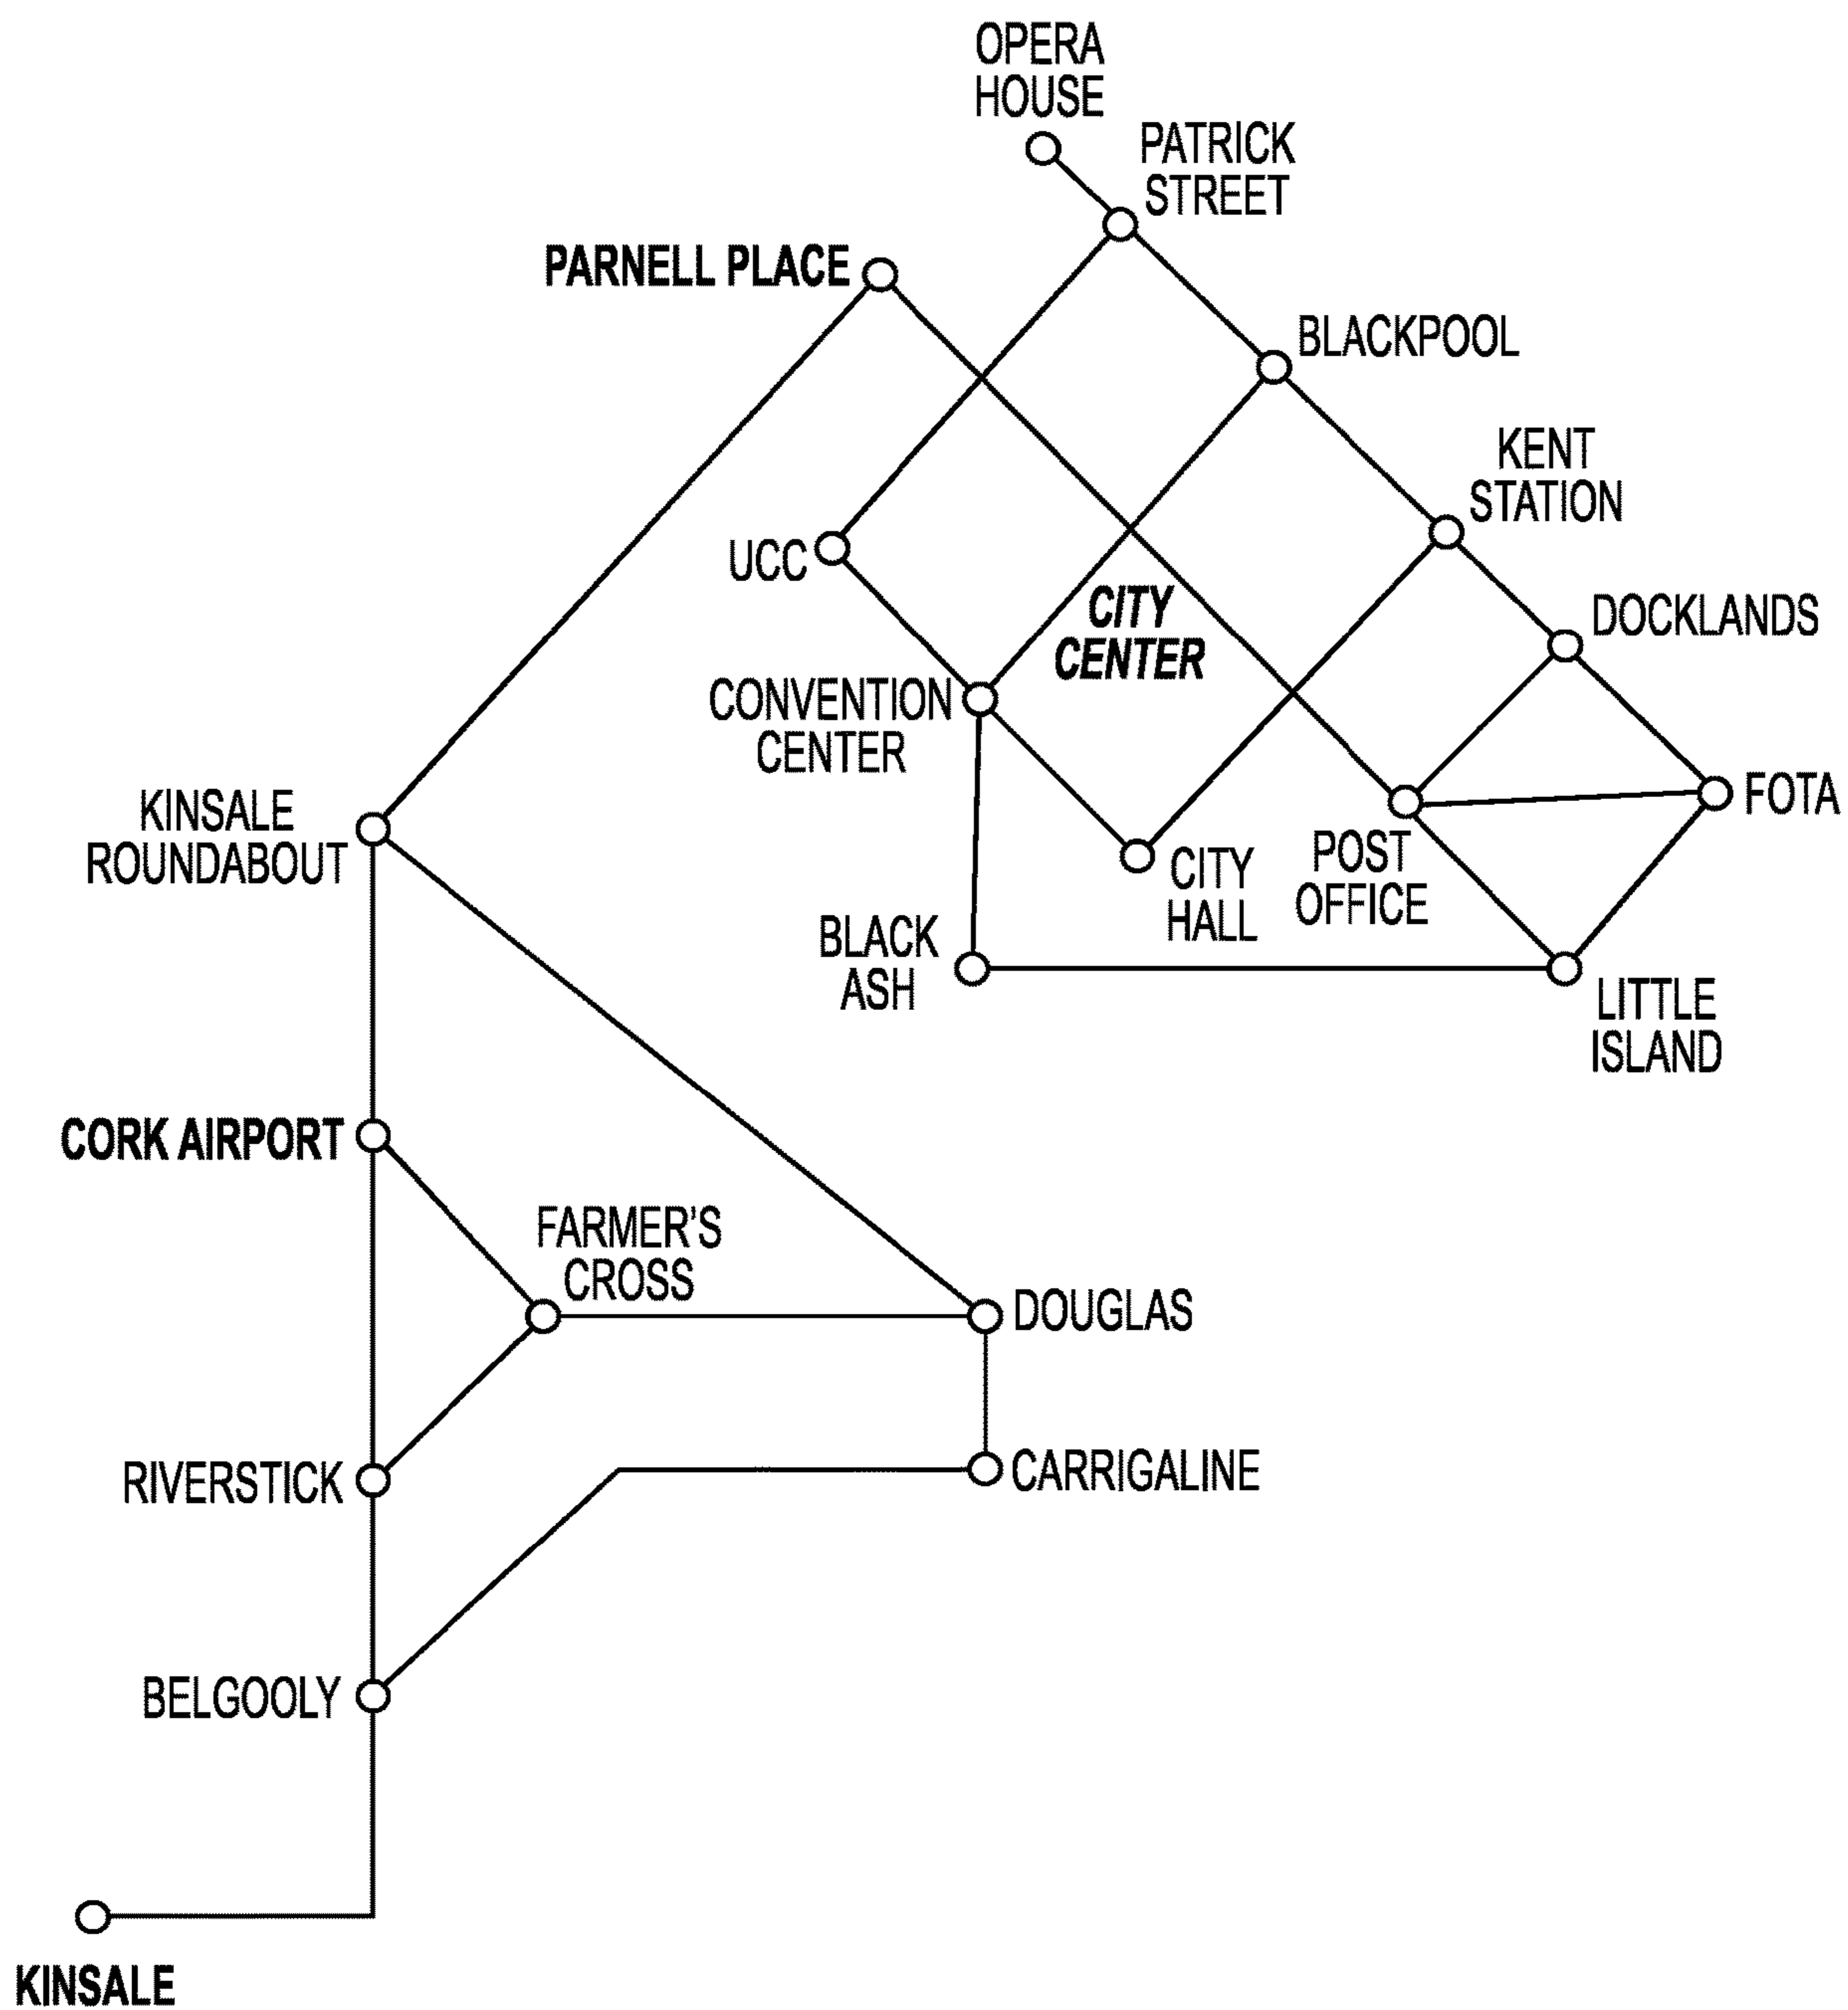 OPERA
HOUSE
PATRICK
STREET
PARNELL PLACE
BLACKPOOL
KENT
STATION
UCC
CITY
CENTER
DOCKLANDS
CONVENTION
CENTER
KINSALE
ROUNDABOUT
FOTA
POST
OFFICE
CITY
HALL
BLACK
ASH
LITTLE
ISLAND
CORK AIRPORT
FARMER'S
CROSS
DOUGLAS
RIVERSTICK
CARRIGALINE
BELGOOLY
KINSALE